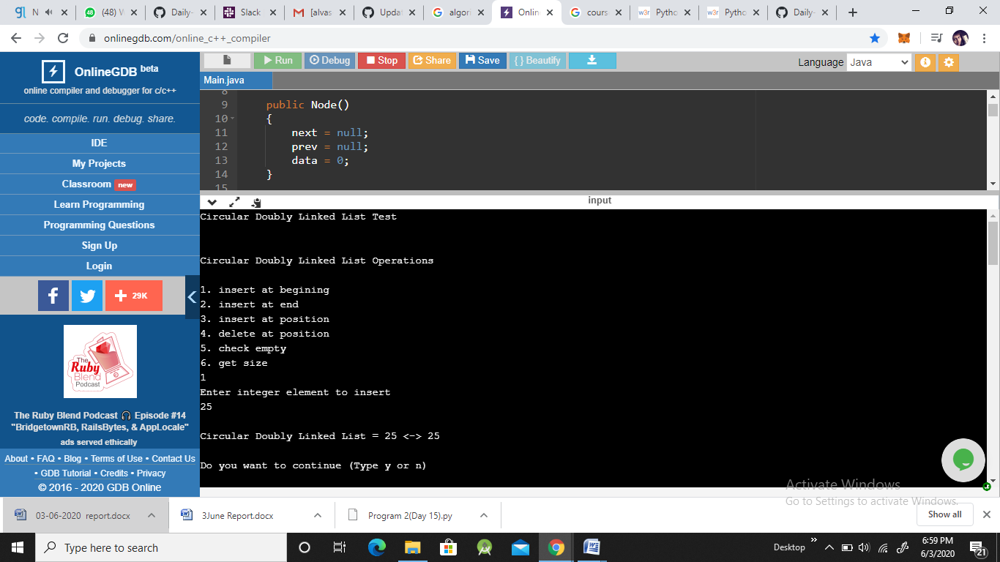 N
(48) W
Daily-
Slack
[alvas
Updat
algori
Onlin
cours
w3r Pytho
w3r Pytho
Daily-
onlinegdb.com/online_c++_compiler
OnlineGDB beta
online compiler and debugger for c/c++
code. compile. run. debug. share.
IDE
My Projects
Classroom new
Learn Programming
Programming Questions
Sign Up
Login
f
29K
The
Ruby
Blend
Podcast
The Ruby Blend Podcast 🎧 Episode #14
"BridgetownRB, RailsBytes, & AppLocale"
ads served ethically
About • FAQ • Blog • Terms of Use • Contact Us
• GDB Tutorial • Credits • Privacy
© 2016 - 2020 GDB Online
Run Debug Stop Share Save { } Beautify
Language Java
Main.java
8
9 public Node()
10 {
11 next = null;
12 prev = null;
13 data = 0;
14 }
15
input
Circular Doubly Linked List Test
Circular Doubly Linked List Operations
1. insert at begining
2. insert at end
3. insert at position
4. delete at position
5. check empty
6. get size
1
Enter integer element to insert
25
Circular Doubly Linked List = 25 <-> 25
Do you want to continue (Type y or n)
Activate Windows
Go to Settings to activate Windows.
03-06-2020 report.docx
3June Report.docx
Program 2(Day 15).py
Show all
Type here to search
Desktop
6:59 PM
6/3/2020
21